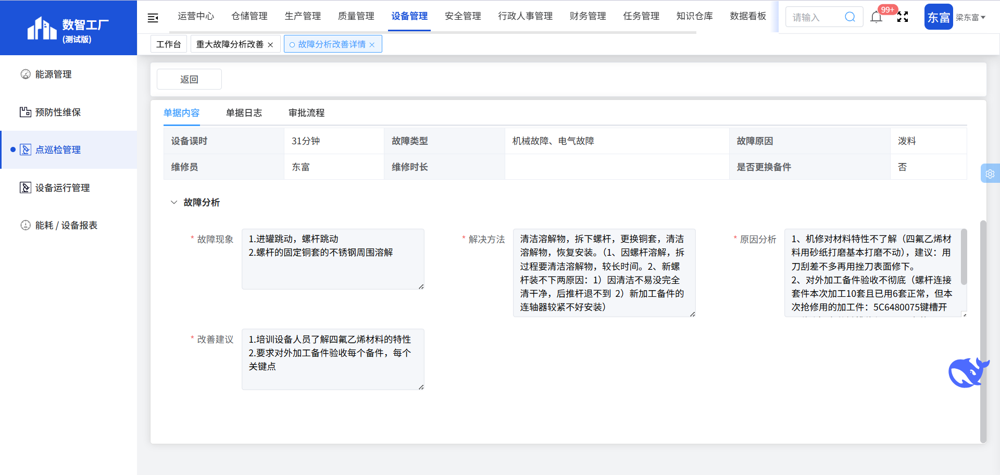 数智工厂
(测试版)
运营中心 仓储管理 生产管理 质量管理 设备管理 安全管理 行政人事管理 财务管理 任务管理 知识仓库 数据看板
请输入
99+
东富
梁东富
工作台
重大故障分析改善
故障分析改善详情
能源管理
预防性维保
点巡检管理
设备运行管理
能耗 / 设备报表
返回
单据内容 单据日志 审批流程
设备误时 31分钟 故障类型 机械故障、电气故障 故障原因 泼料
维修员 东富 维修时长 是否更换备件 否
故障分析
* 故障现象
1.进罐跳动，螺杆跳动
2.螺杆的固定铜套的不锈钢周围溶解
* 解决方法
清洁溶解物，拆下螺杆，更换铜套，清洁
溶解物，恢复安装。（1、因螺杆溶解，拆
过程要清洁溶解物，较长时间。2、新螺
杆装不下两原因：1）因清洁不易没完全
清干净，后推杆退不到 2）新加工备件的
连轴器较紧不好安装）
* 原因分析
1、机修对材料特性不了解（四氟乙烯材
料用砂纸打磨基本打磨不动），建议：用
刀刮差不多再用挫刀表面修下。
2、对外加工备件验收不彻底（螺杆连接
套件本次加工10套且已用6套正常，但本
次抢修用的加工件：5C6480075键槽开
* 改善建议
1.培训设备人员了解四氟乙烯材料的特性
2.要求对外加工备件验收每个备件，每个
关键点